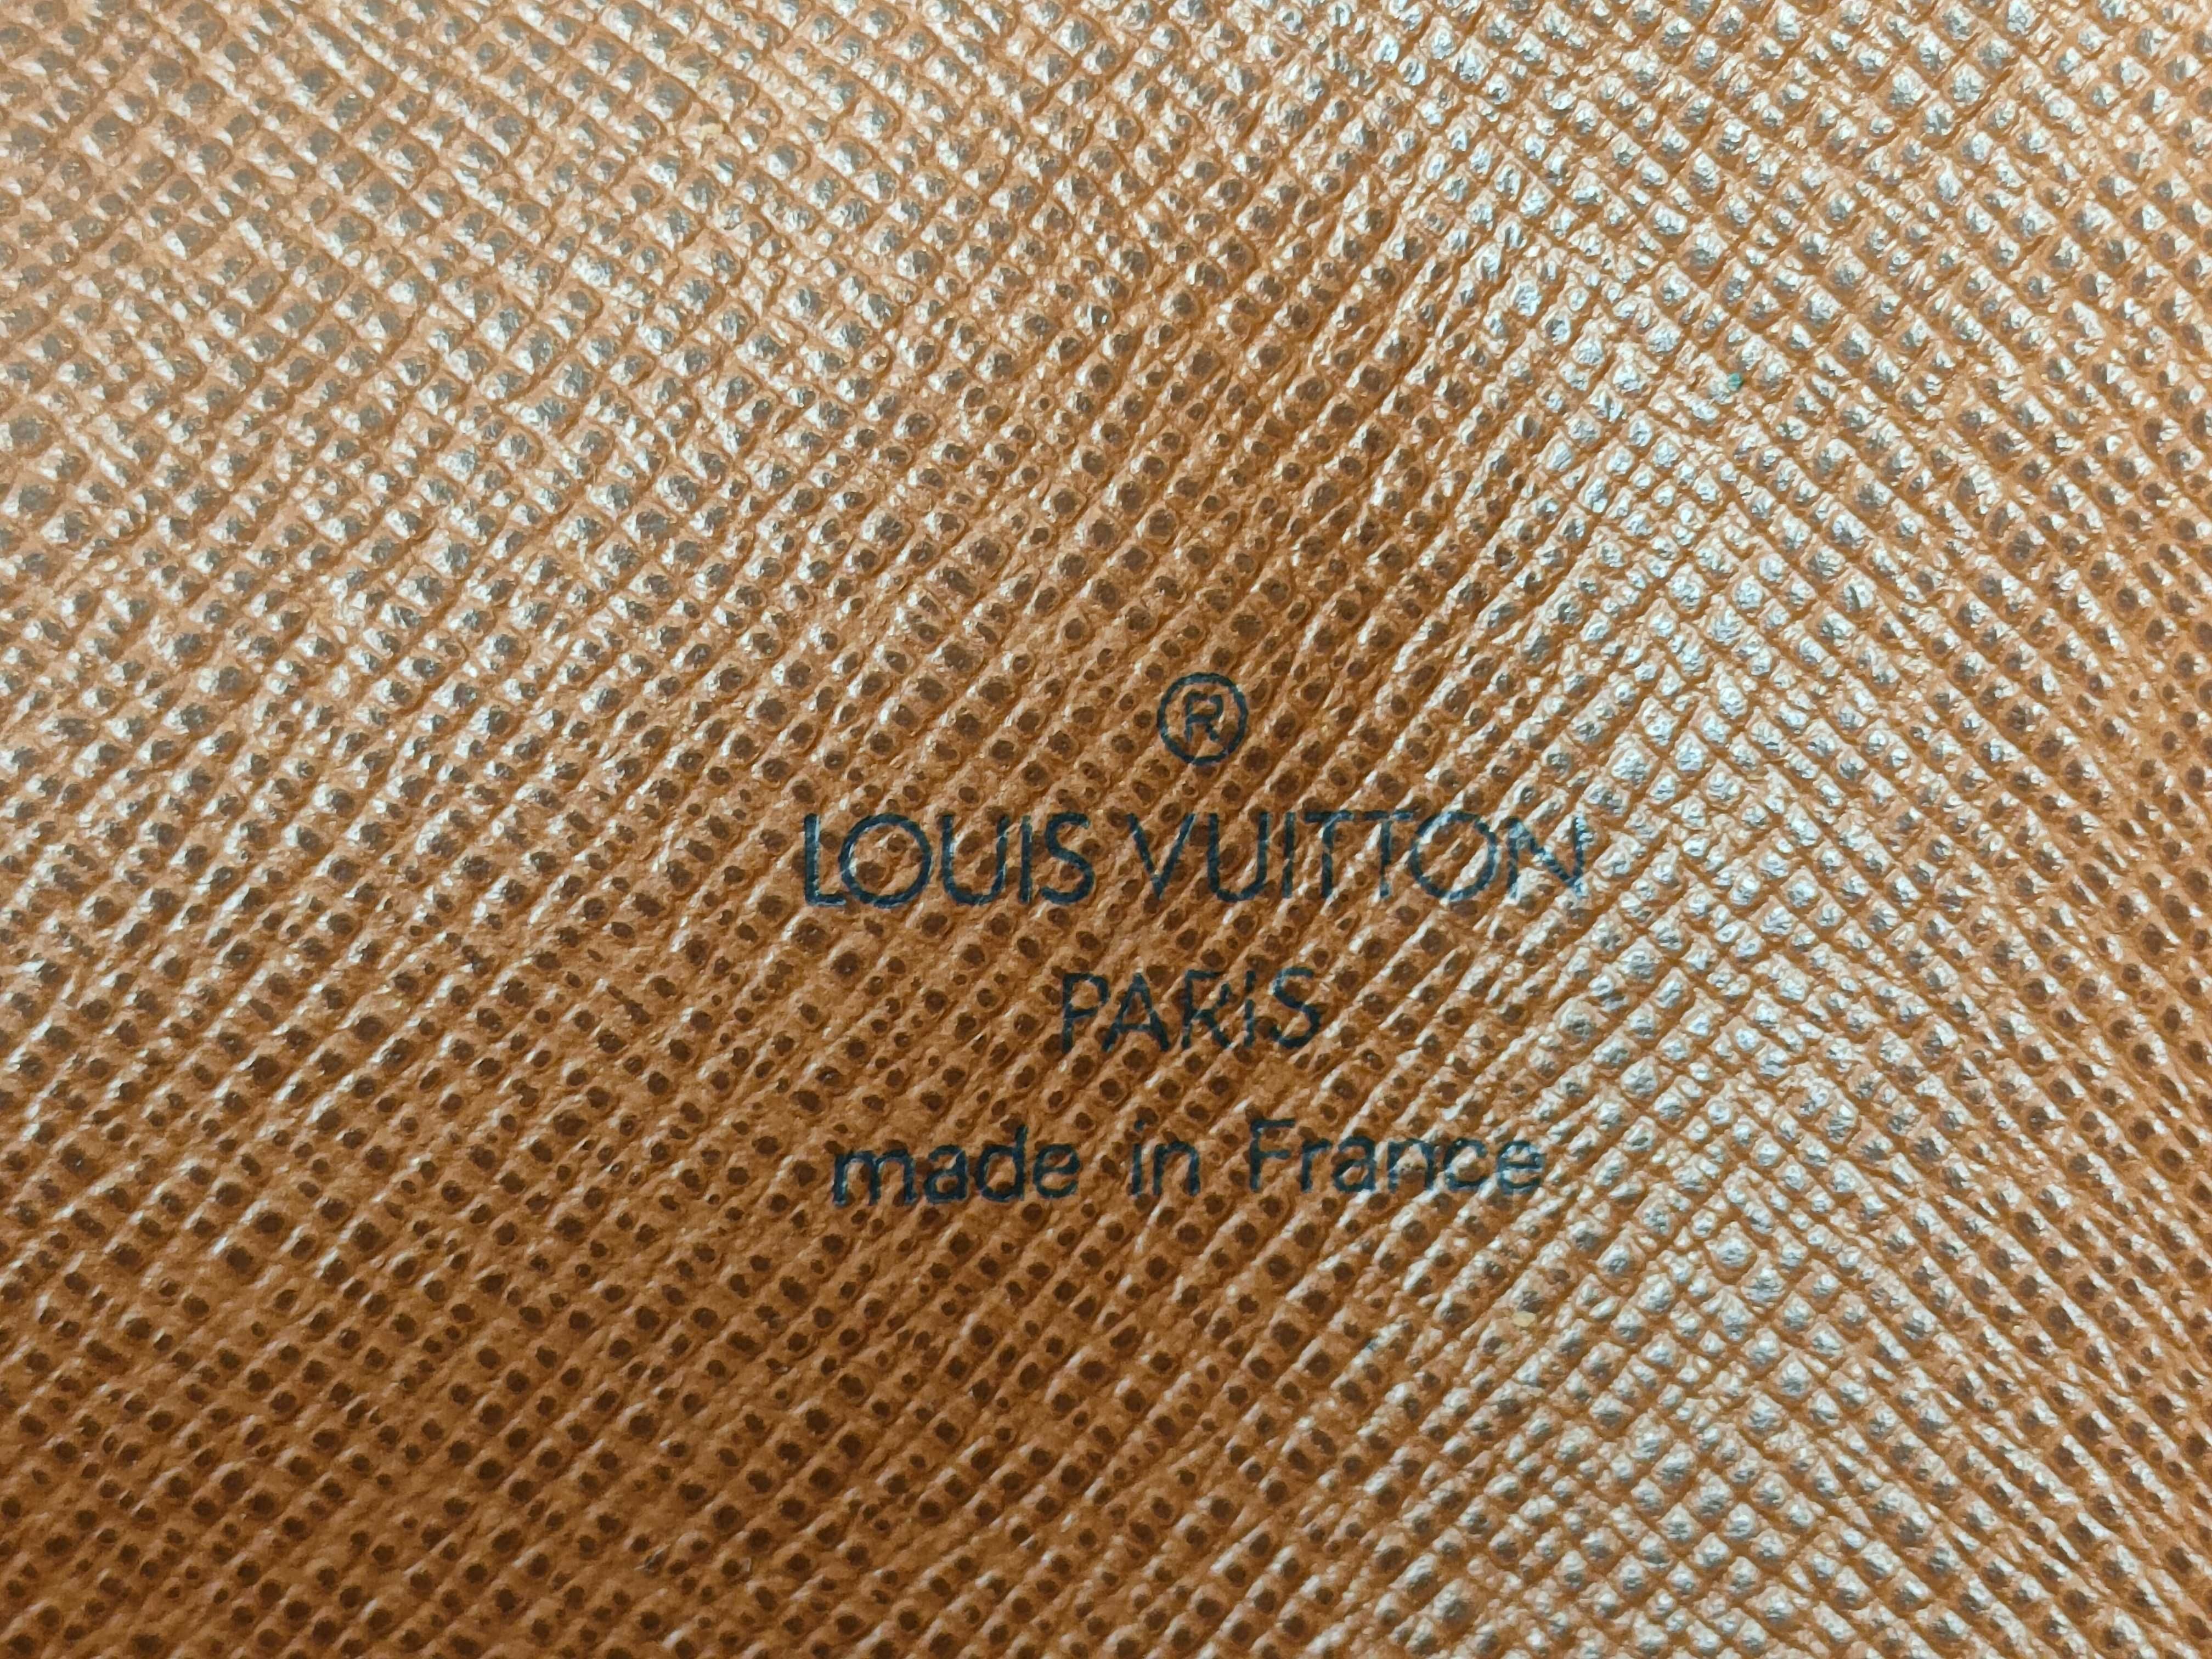 ®
LOUIS VUITTON
PARIS
made in France